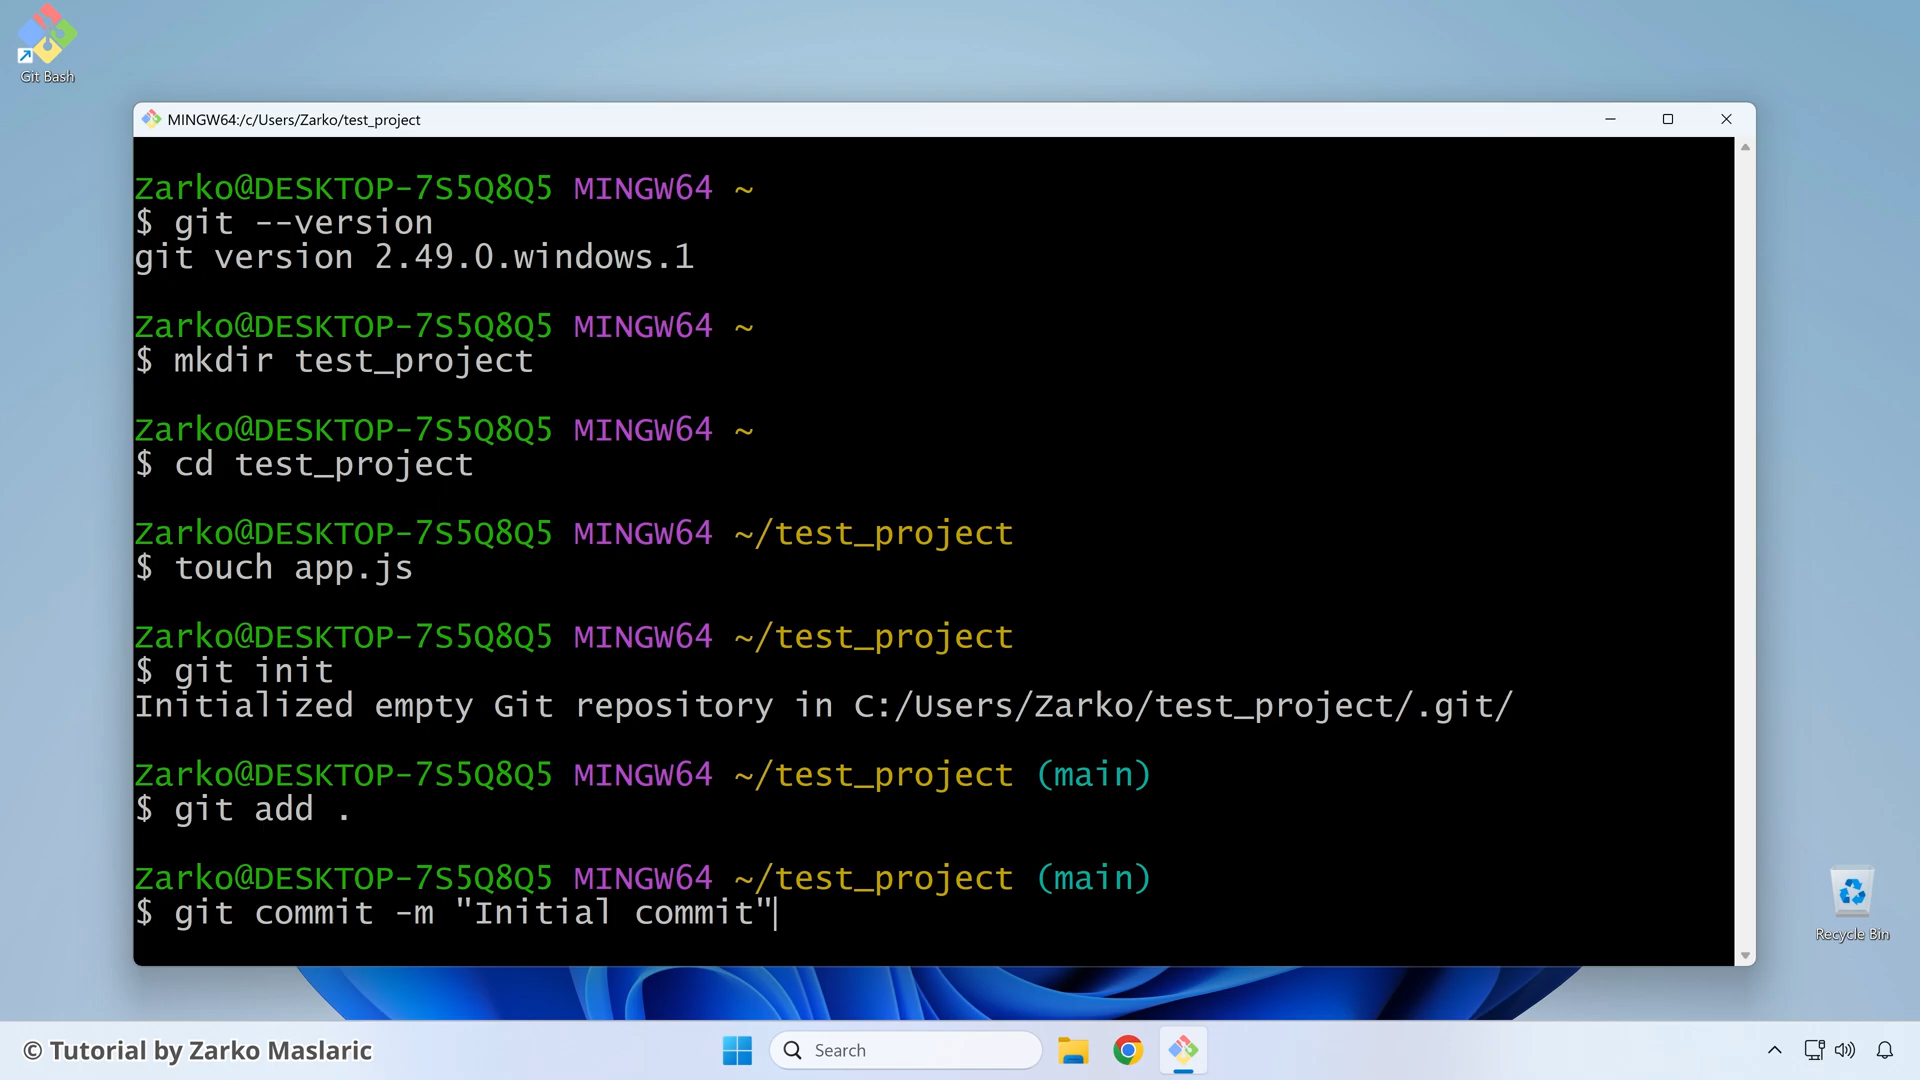 Git Bash
MINGW64:/c/Users/Zarko/test_project
Zarko@DESKTOP-7S5Q8Q5 MINGW64 ~
$ git --version
git version 2.49.0.windows.1
Zarko@DESKTOP-7S5Q8Q5 MINGW64 ~
$ mkdir test_project
Zarko@DESKTOP-7S5Q8Q5 MINGW64 ~
$ cd test_project
Zarko@DESKTOP-7S5Q8Q5 MINGW64 ~/test_project
$ touch app.js
Zarko@DESKTOP-7S5Q8Q5 MINGW64 ~/test_project
$ git init
Initialized empty Git repository in C:/Users/Zarko/test_project/.git/
Zarko@DESKTOP-7S5Q8Q5 MINGW64 ~/test_project (main)
$ git add .
Zarko@DESKTOP-7S5Q8Q5 MINGW64 ~/test_project (main)
$ git commit -m "Initial commit"
Recycle Bin
© Tutorial by Zarko Maslaric
Search